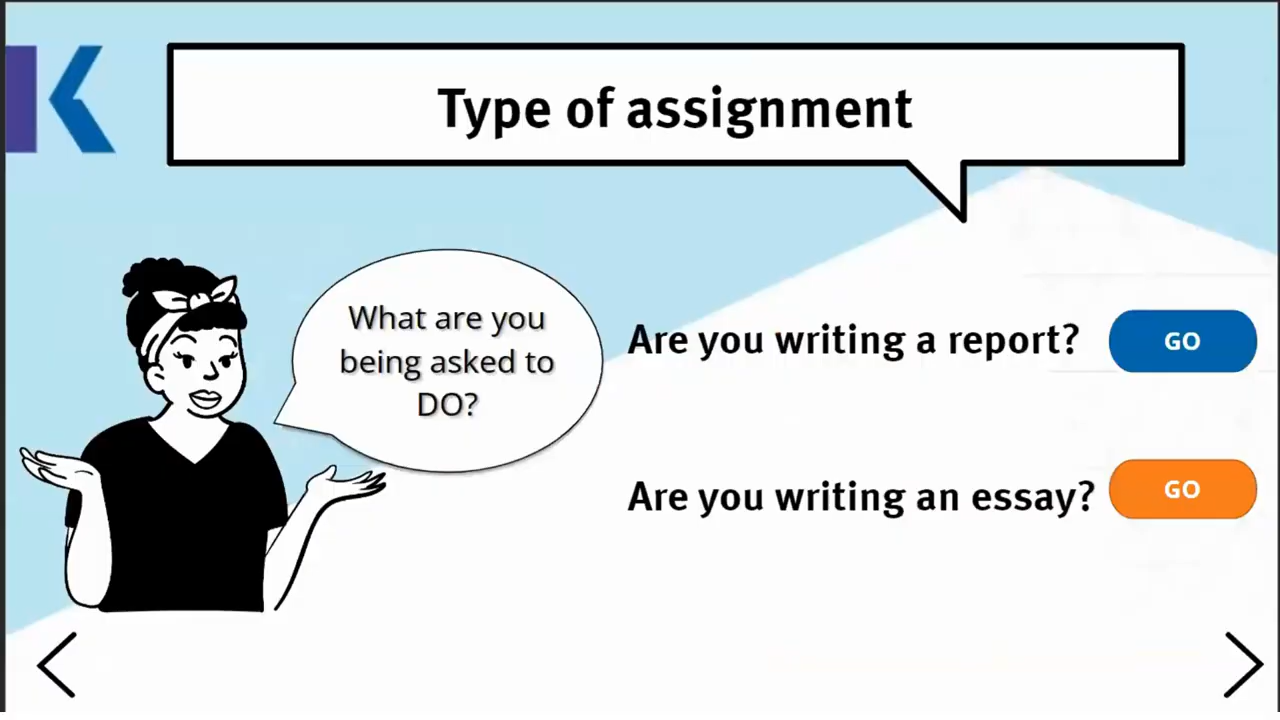 Type of assignment
What are you
being asked to
DO?
Are you writing a report?
GO
Are you writing an essay?
GO